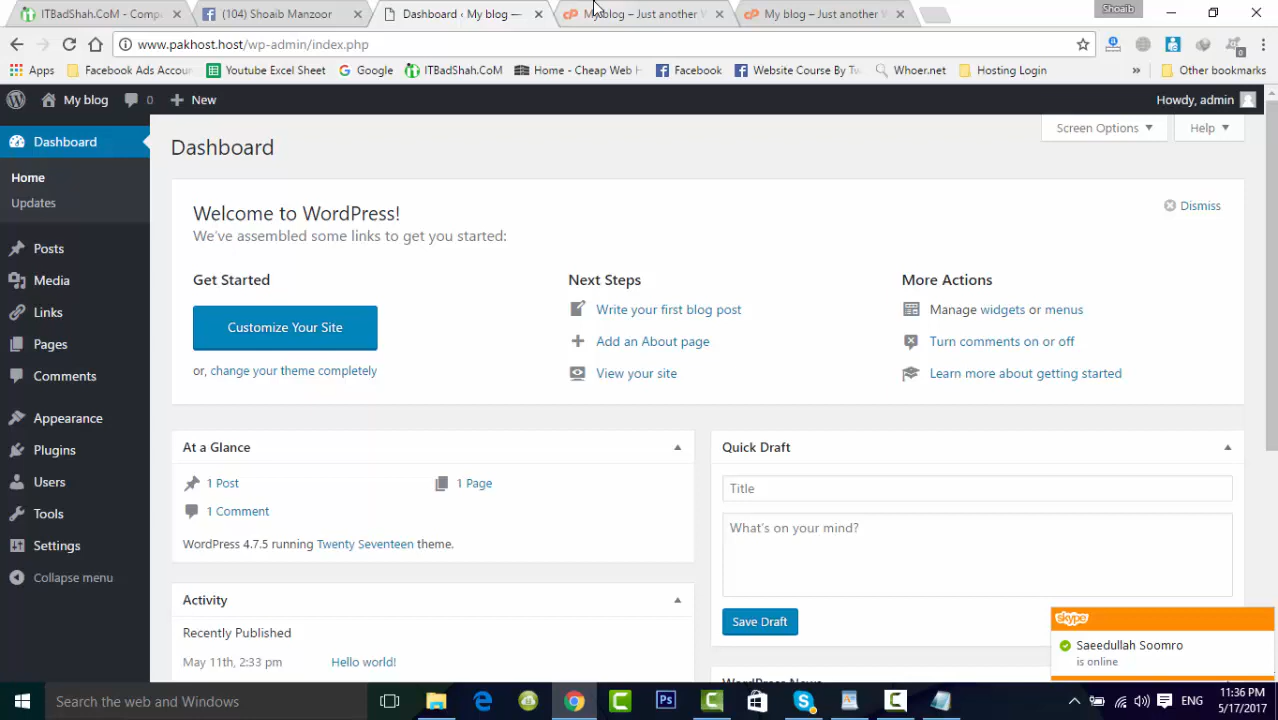 ITBadShah.CoM - Comp
(104) Shoaib Manzoor
Dashboard ‹ My blog —
My blog – Just another W
My blog – Just another W
Shoaib
www.pakhost.host/wp-admin/index.php
Apps
Facebook Ads Accou
Youtube Excel Sheet
Google
ITBadShah.CoM
Home - Cheap Web H
Facebook
Website Course By Tw
Whoer.net
Hosting Login
»
Other bookmarks
My blog
0
New
Howdy, admin
Dashboard
Home
Updates
Posts
Media
Links
Pages
Comments
Appearance
Plugins
Users
Tools
Settings
Collapse menu
Screen Options
Help
Dashboard
Welcome to WordPress!
Dismiss
We've assembled some links to get you started:
Get Started
Customize Your Site
or, change your theme completely
Next Steps
Write your first blog post
Add an About page
View your site
More Actions
Manage widgets or menus
Turn comments on or off
Learn more about getting started
At a Glance
1 Post
1 Page
1 Comment
WordPress 4.7.5 running Twenty Seventeen theme.
Activity
Recently Published
May 11th, 2:33 pm
Hello world!
Quick Draft
Title
What's on your mind?
Save Draft
skype
Saeedullah Soomro
is online
Search the web and Windows
Ps
ENG
11:36 PM
5/17/2017